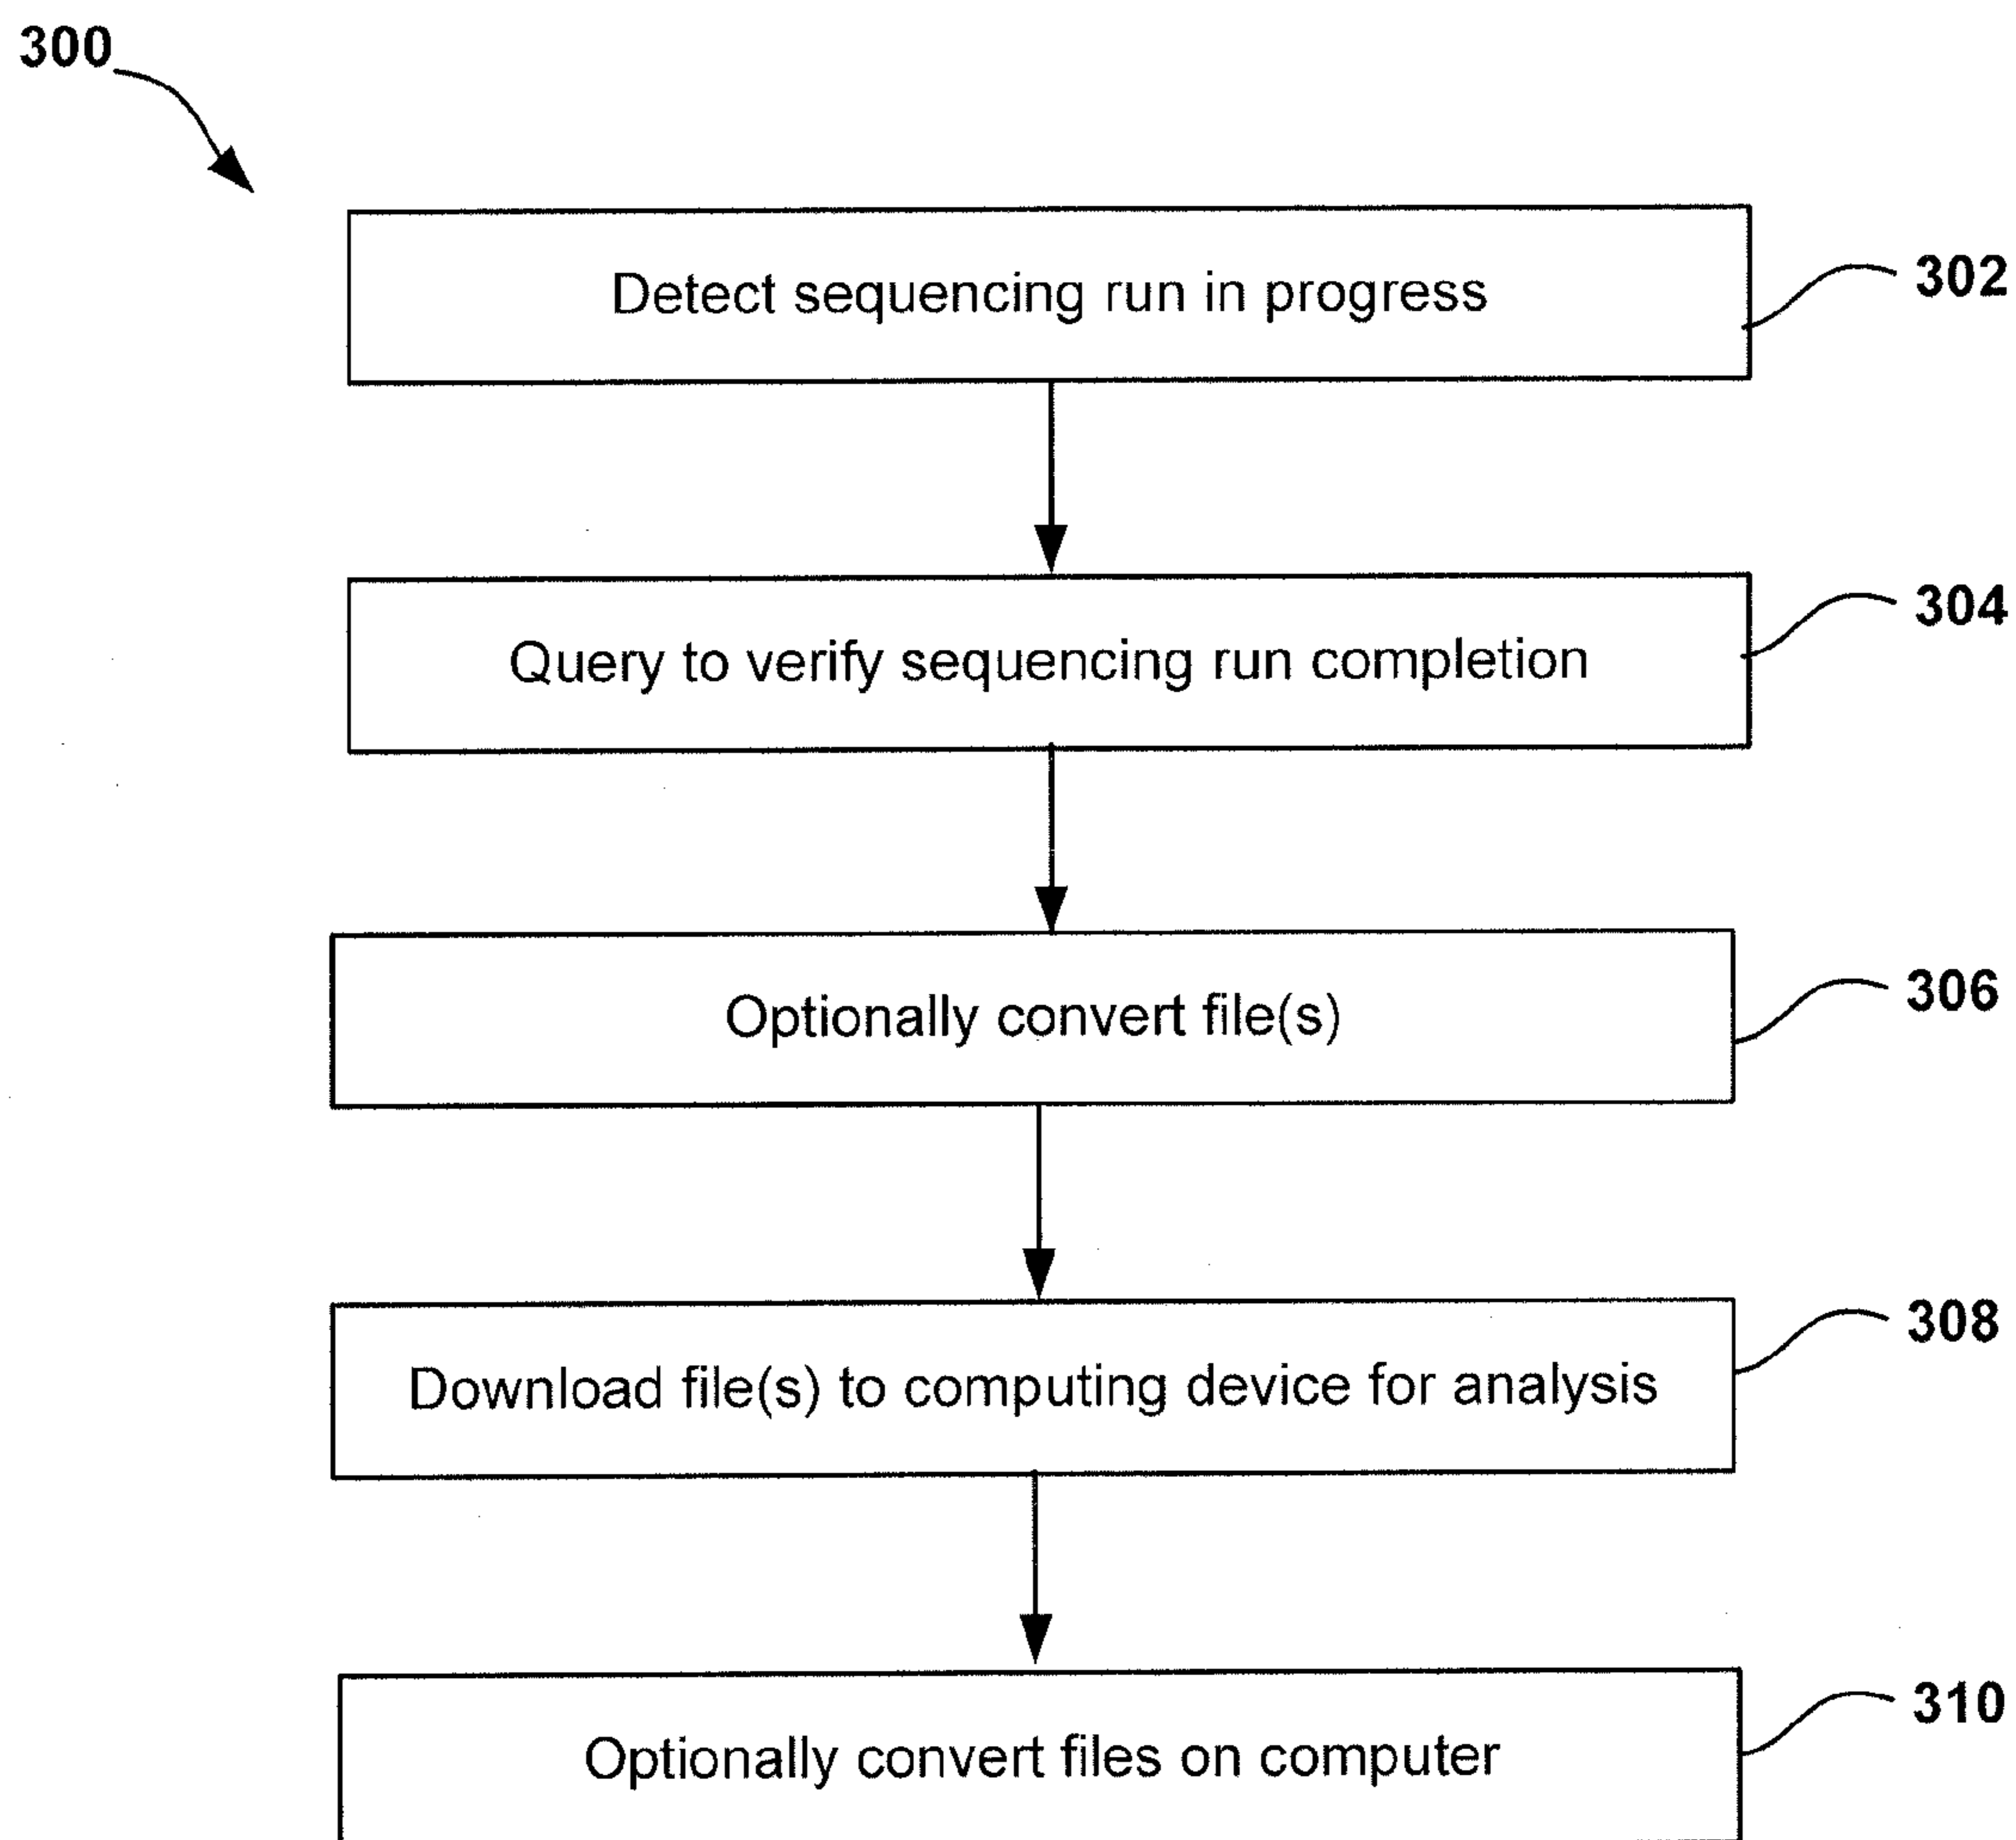 300
Detect sequencing run in progress
302
Query to verify sequencing run completion
304
Optionally convert file(s)
306
Download file(s) to computing device for analysis
308
Optionally convert files on computer
310